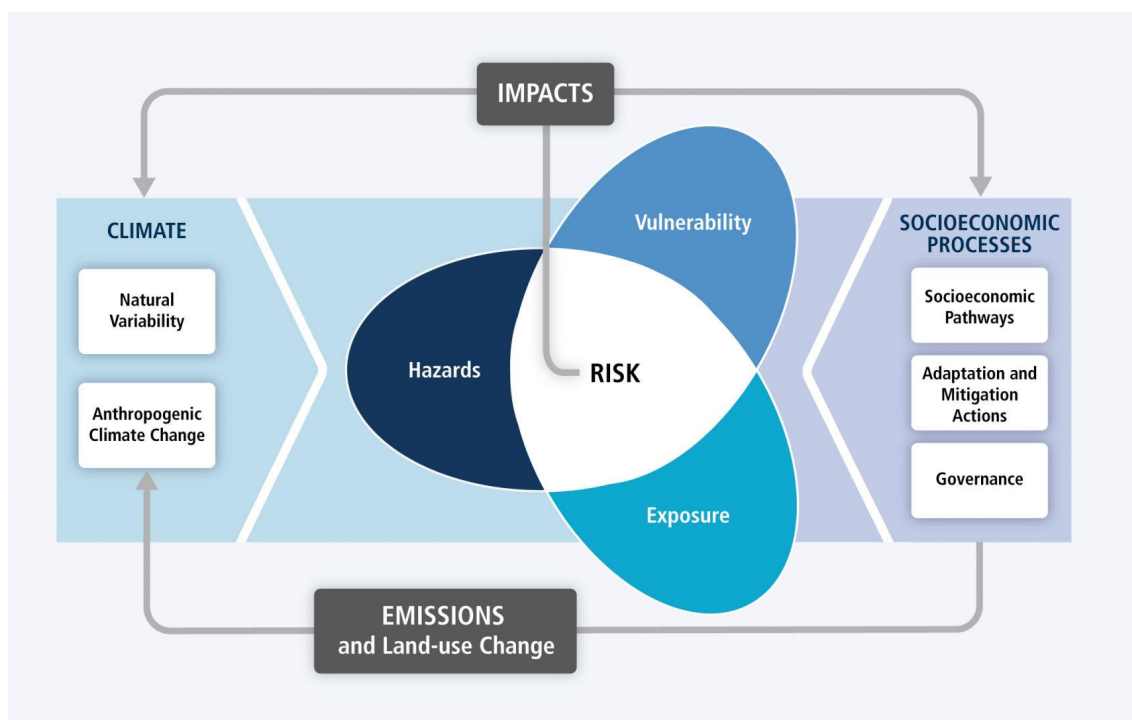 IMPACTS
CLIMATE
Natural
Variability
Anthropogenic
Climate Change
Vulnerability
Hazards
RISK
Exposure
SOCIOECONOMIC
PROCESSES
Socioeconomic
Pathways
Adaptation and
Mitigation
Actions
Governance
EMISSIONS
and Land-use Change